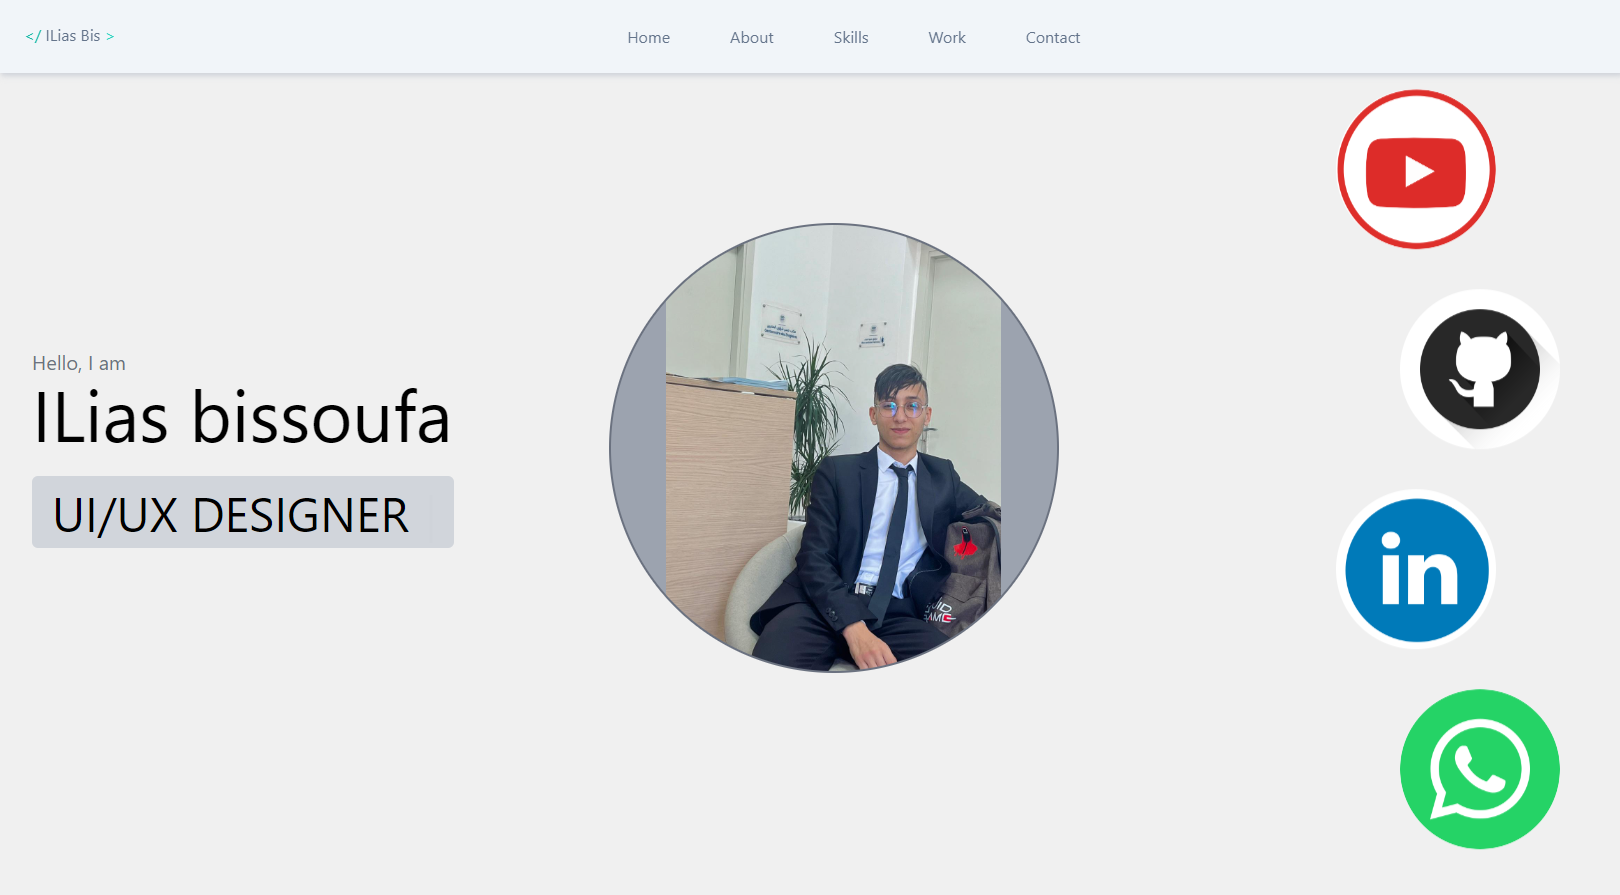 </ ILias Bis >
Home
About
Skills
Work
Contact
Hello, I am
ILias bissoufa
UI/UX DESIGNER
in